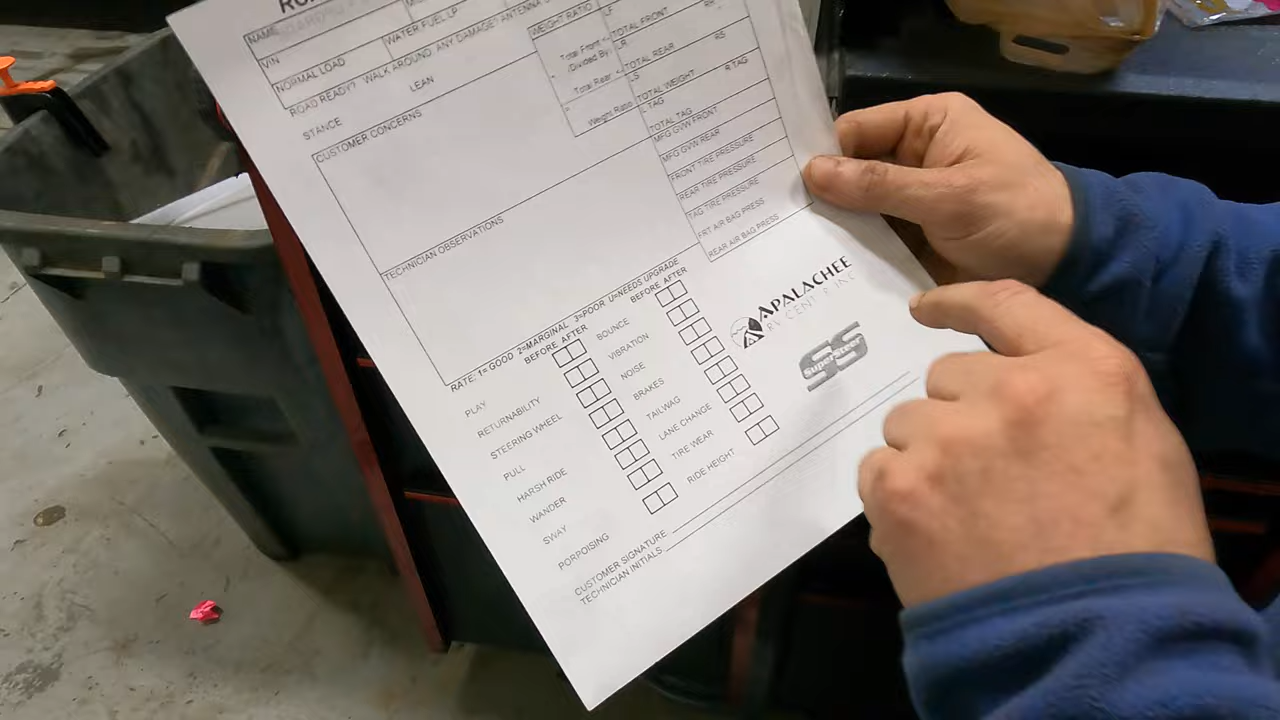 NAME
VIN
WATER, FUEL, LP
NORMAL LOAD
ROAD READY? WALK AROUND. ANY DAMAGE? ANTENNA
STANCE
LEAN
CUSTOMER CONCERNS
WEIGHT RATIO
Total Front
(Divided By)
Total Rear
=
Weight Ratio
LF
RF
TOTAL FRONT
LR
TOTAL REAR
RS
LS
TOTAL WEIGHT
R TAG
TAG
TOTAL TAG
MFG GVW FRONT
MFG GVW REAR
FRONT TIRE PRESSURE
REAR TIRE PRESSURE
TAG TIRE PRESSURE
FRT AIR BAG PRESS
REAR AIR BAG PRESS
TECHNICIAN OBSERVATIONS
RATE: 1=GOOD 2=MARGINAL 3=POOR U=NEEDS UPGRADE
BEFORE AFTER
BEFORE AFTER
PLAY
RETURNABILITY
STEERING WHEEL
PULL
HARSH RIDE
WANDER
SWAY
PORPOISING
BOUNCE
VIBRATION
NOISE
BRAKES
TAILWAG
LANE CHANGE
TIRE WEAR
RIDE HEIGHT
APALACHEE
RV CENTER INC
SS
SuperSteer
CUSTOMER SIGNATURE
TECHNICIAN INITIALS: